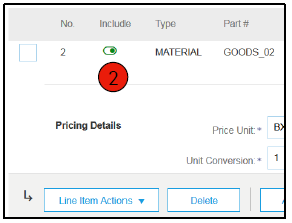 No. Include Type Part #
2 MATERIAL GOODS_02
2
Pricing Details
Price Unit: * BX
Unit Conversion: * 1
Line Item Actions ▼ Delete